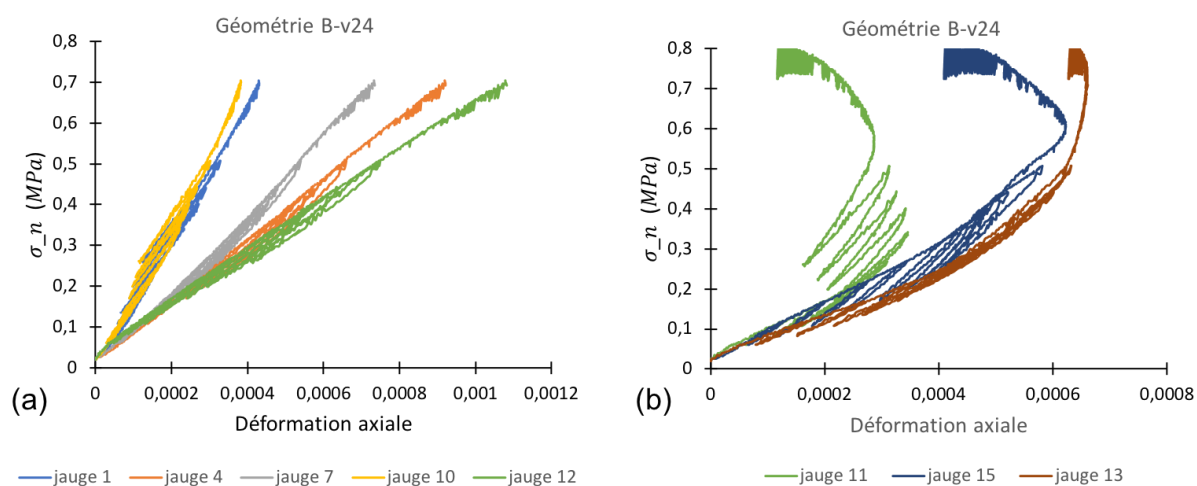 Géométrie B-v24
0,8
0,7
0,6
0,5
0,4
0,3
0,2
0,1
0
σ_n (MPa)
0 0,0002 0,0004 0,0006 0,0008 0,001 0,0012
(a)
Déformation axiale
jauge 1 jauge 4 jauge 7 jauge 10 jauge 12
Géométrie B-v24
0,8
0,7
0,6
0,5
0,4
0,3
0,2
0,1
0
σ_n (MPa)
0 0,0002 0,0004 0,0006 0,0008
(b)
Déformation axiale
jauge 11 jauge 15 jauge 13